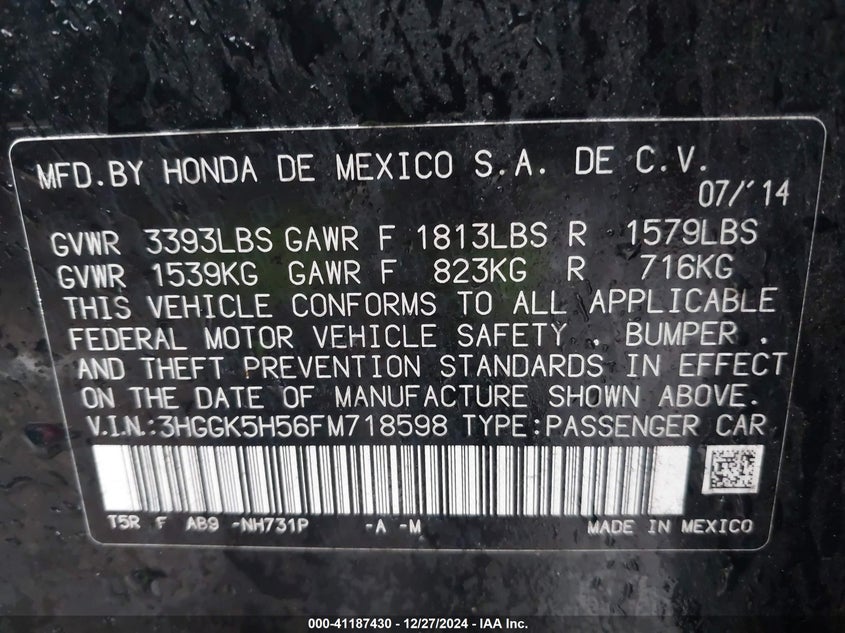 MFD.BY HONDA DE MEXICO S.A. DE C.V.
07/'14
GVWR 3393LBS GAWR F 1813LBS R 1579LBS
GVWR 1539KG GAWR F 823KG R 716KG
THIS VEHICLE CONFORMS TO ALL APPLICABLE
FEDERAL MOTOR VEHICLE SAFETY . BUMPER .
AND THEFT PREVENTION STANDARDS IN EFFECT
ON THE DATE OF MANUFACTURE SHOWN ABOVE.
V.I.N.:3HGGK5H56FM718598 TYPE:PASSENGER CAR
T5R F AB9 -NH731P -A -M MADE IN MEXICO
000-41187430 - 12/27/2024 - IAA Inc.